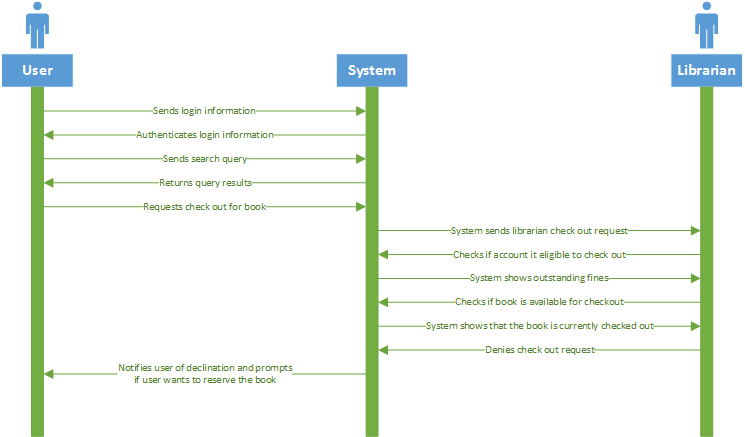 User
System
Librarian
Sends login information
Authenticates login information
Sends search query
Returns query results
Requests check out for book
System sends librarian check out request
Checks if account it eligible to check out
System shows outstanding fines
Checks if book is available for checkout
System shows that the book is currently checked out
Denies check out request
Notifies user of declination and prompts
if user wants to reserve the book